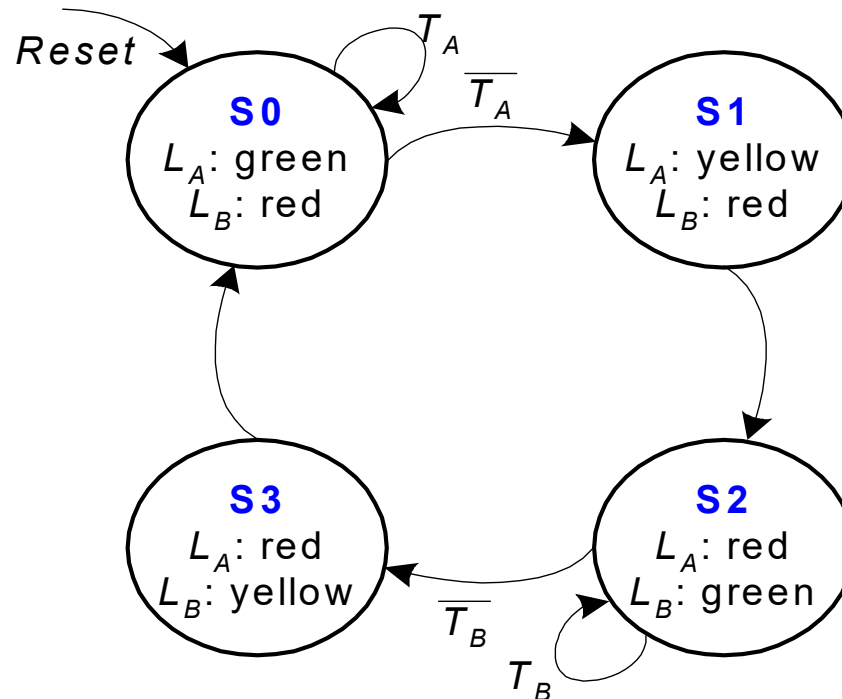 Reset
T_A
T̅_A̅
S0
L_A: green
L_B: red
S1
L_A: yellow
L_B: red
S3
L_A: red
L_B: yellow
S2
L_A: red
L_B: green
T̅_B̅
T_B